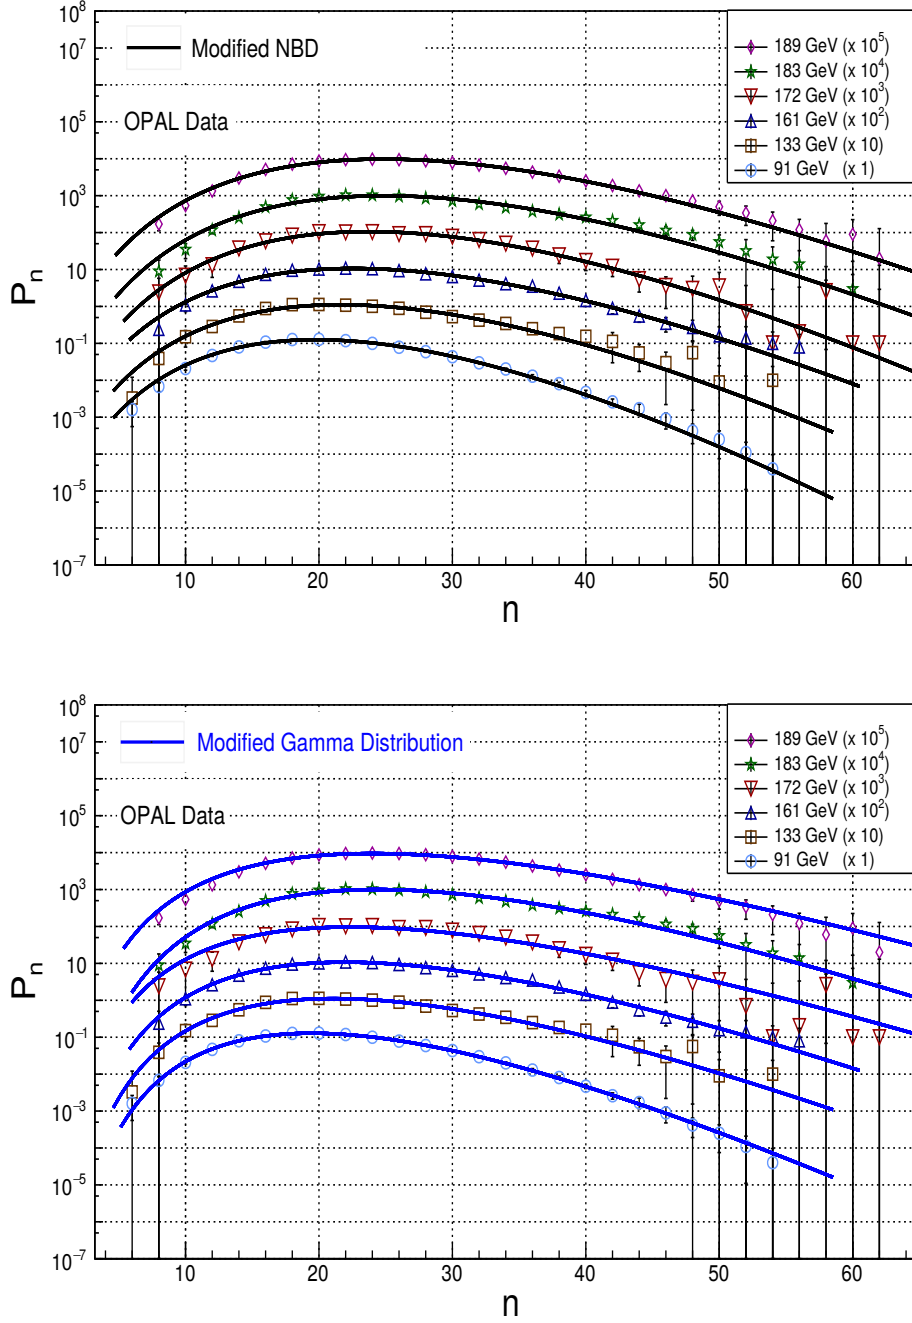 10^8
Modified NBD
10^7
OPAL Data
10^5
10^3
10
10^−1
10^−3
10^−5
10^−7
P_n
189 GeV (x 10^5)
183 GeV (x 10^4)
172 GeV (x 10^3)
161 GeV (x 10^2)
133 GeV (x 10)
91 GeV (x 1)
10 20 30 40 50 60
n
10^8
Modified Gamma Distribution
10^7
OPAL Data
10^5
10^3
10
10^−1
10^−3
10^−5
10^−7
P_n
189 GeV (x 10^5)
183 GeV (x 10^4)
172 GeV (x 10^3)
161 GeV (x 10^2)
133 GeV (x 10)
91 GeV (x 1)
10 20 30 40 50 60
n